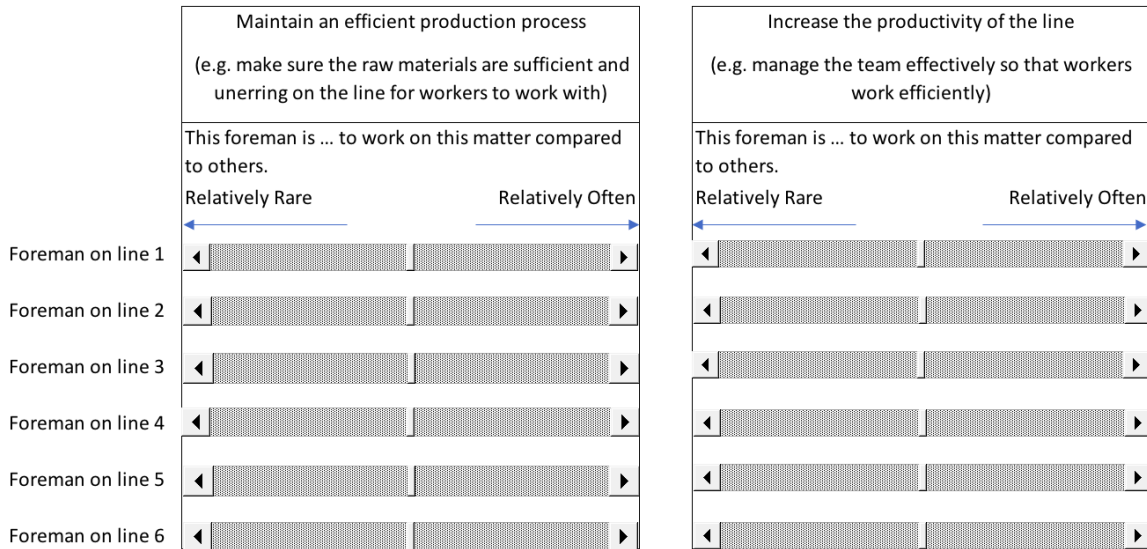 Maintain an efficient production process
(e.g. make sure the raw materials are sufficient and
unerring on the line for workers to work with)
This foreman is ... to work on this matter compared
to others.
Relatively Rare
Relatively Often
Increase the productivity of the line
(e.g. manage the team effectively so that workers
work efficiently)
This foreman is ... to work on this matter compared
to others.
Relatively Rare
Relatively Often
Foreman on line 1
Foreman on line 2
Foreman on line 3
Foreman on line 4
Foreman on line 5
Foreman on line 6